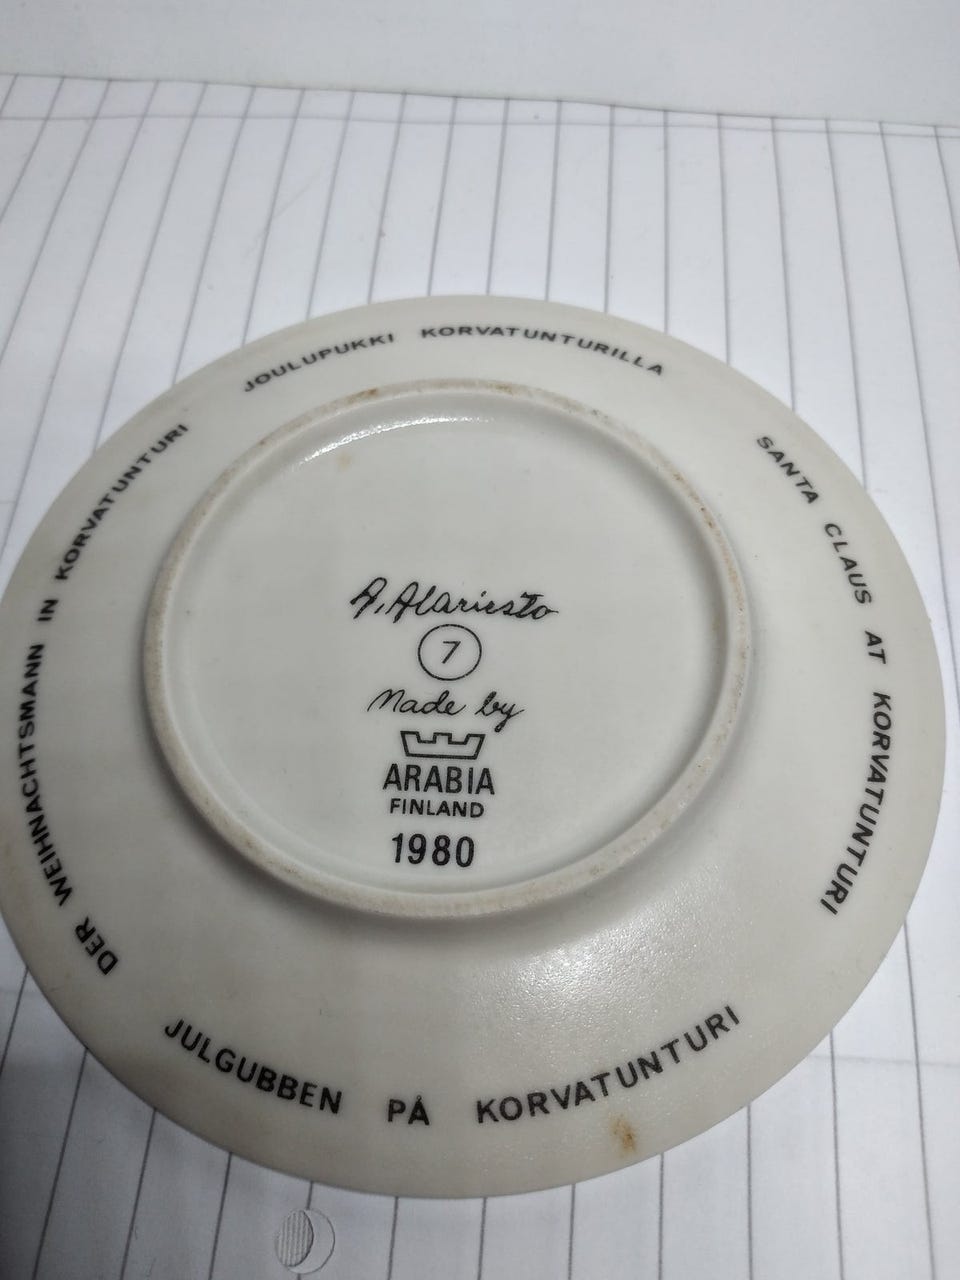 JOULUPUKKI KORVATUNTURILLA
SANTA CLAUS AT KORVATUNTURI
JULGUBBEN PÅ KORVATUNTURI
DER WEIHNACHTSMANN IN KORVATUNTURI
A. Alariesto
7
Made by
ARABIA
FINLAND
1980